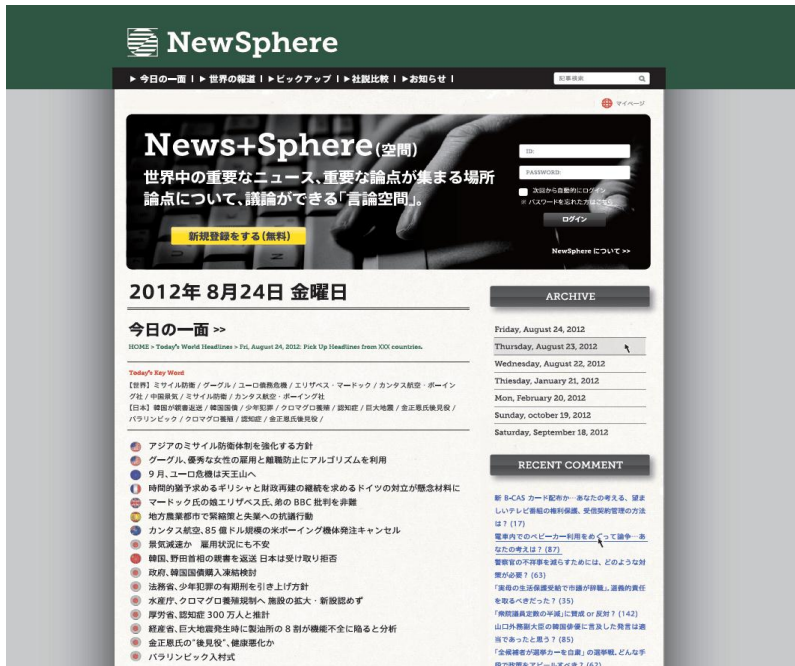 NewSphere
▶ 今日の一面 | ▶ 世界の報道 | ▶ ピックアップ | ▶ 社説比較 | ▶ お知らせ |
記事検索
マイページ
News+Sphere(空間)
世界中の重要なニュース、重要な論点が集まる場所
論点について、議論ができる「言論空間」。
新規登録をする(無料)
ID:
PASSWORD:
次回から自動的にログイン
※ パスワードを忘れた方はこちら
ログイン
NewSphere について >>
2012年 8月24日 金曜日
今日の一面 >>
HOME > Today's World Headlines > Fri, August 24, 2012: Pick Up Headlines from XXX countries.
Today's Key Word
【世界】ミサイル防衛 / グーグル / ユーロ債務危機 / エリザベス・マードック / カンタス航空・ボーイン
グ社 / 中国景気 / ミサイル防衛 / カンタス航空・ボーイング社
【日本】韓国が親書返送 / 韓国国債 / 少年犯罪 / クロマグロ養殖 / 認知症 / 巨大地震 / 金正恩氏後見役 /
パラリンピック / クロマグロ養殖 / 認知症 / 金正恩氏後見役 /
アジアのミサイル防衛体制を強化する方針
グーグル、優秀な女性の雇用と離職防止にアルゴリズムを利用
9 月、ユーロ危機は天王山へ
時間的猶予求めるギリシャと財政再建の継続を求めるドイツの対立が懸念材料に
マードック氏の娘エリザベス氏、弟の BBC 批判を非難
地方農業都市で緊縮策と失業への抗議行動
カンタス航空、85 億ドル規模の米ボーイング機体発注キャンセル
景気減速か 雇用状況にも不安
韓国、野田首相の親書を返送 日本は受け取り拒否
政府、韓国国債購入凍結検討
法務省、少年犯罪の有期刑を引き上げ方針
水産庁、クロマグロ養殖規制へ 施設の拡大・新設認めず
厚労省、認知症 300 万人と推計
経産省、巨大地震発生時に製油所の 8 割が機能不全に陥ると分析
金正恩氏の"後見役"、健康悪化か
パラリンピック入村式
ARCHIVE
Friday, August 24, 2012
Thursday, August 23, 2012
Wednesday, August 22, 2012
Thiesday, January 21, 2012
Mon, February 20, 2012
Sunday, october 19, 2012
Saturday, September 18, 2012
RECENT COMMENT
新 B-CAS カード配布か…あなたの考える、望ま
しいテレビ番組の権利保護、受信契約管理の方法
は？(17)
電車内でのベビーカー利用をめぐって論争…あ
なたの考えは？(87)
警察官の不祥事を減らすためには、どのような対
策が必要？(63)
「実母の生活保護受給で市議が辞職」。道義的責任
を取るべきだった？(35)
「衆院議員定数の半減」に賛成 or 反対？(142)
山口外務副大臣の韓国俳優に言及した発言は適
当であったと思う？(85)
「全候補者が選挙カーを自粛」の選挙戦。どんな手